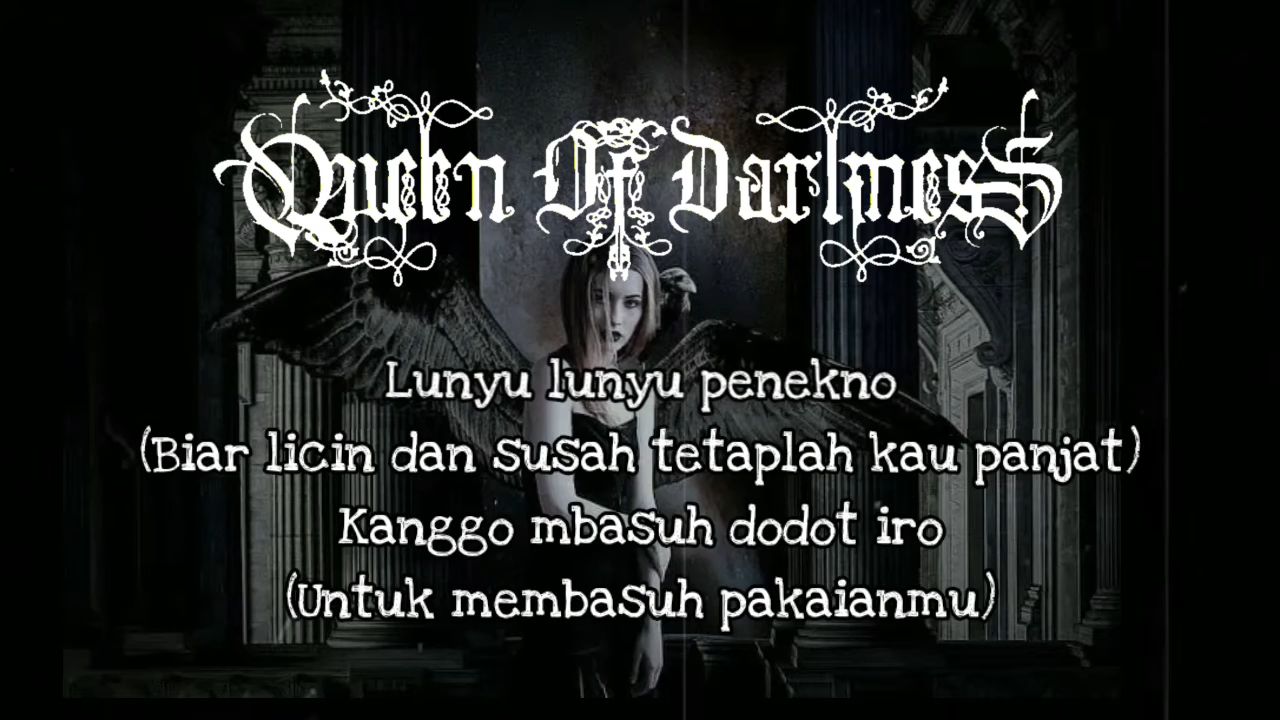 Queen Of Darkness
Lunyu lunyu penekno
(Biar licin dan susah tetaplah kau panjat)
Kanggo mbasuh dodot iro
(Untuk membasuh pakaianmu)